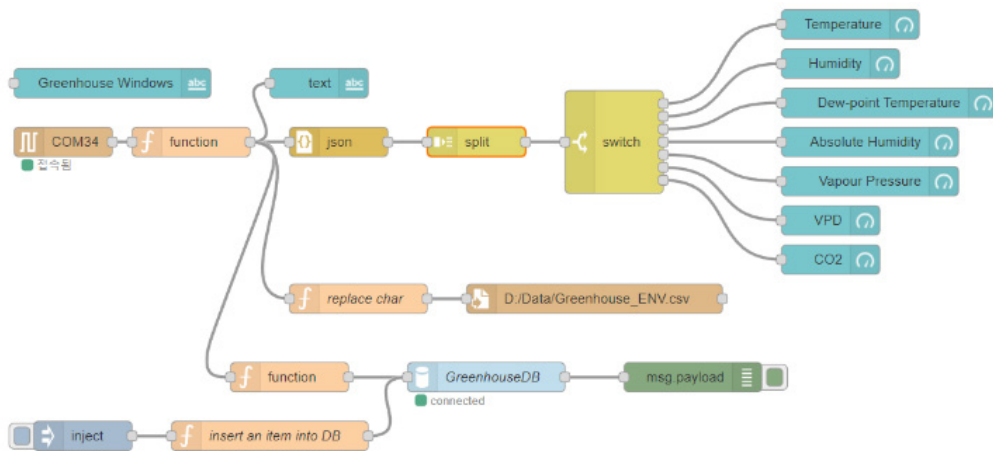 Temperature
Greenhouse Windows abc
text abc
Humidity
Dew-point Temperature
COM34
function
json
split
switch
Absolute Humidity
접속됨
Vapour Pressure
VPD
CO2
replace char
D:/Data/Greenhouse_ENV.csv
function
GreenhouseDB
msg.payload
connected
inject
insert an item into DB